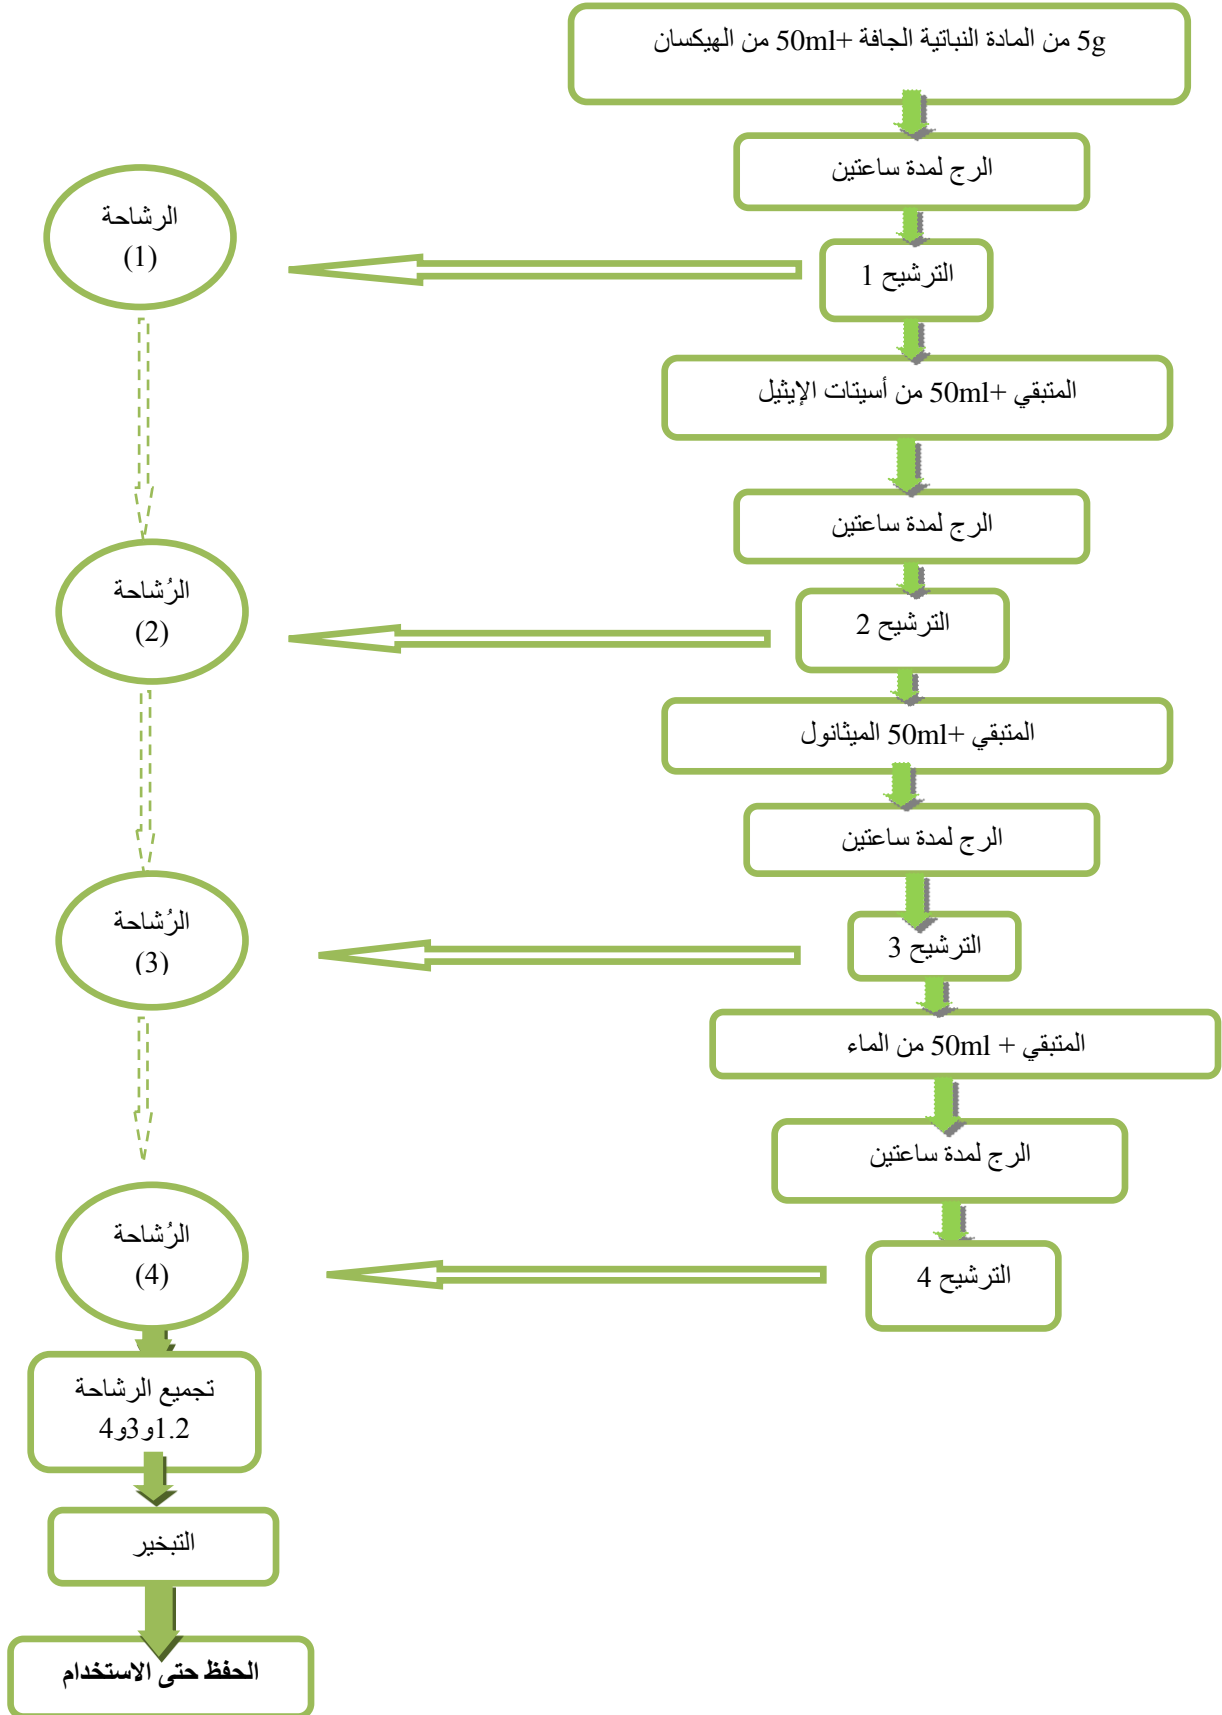 5g من المادة النباتية الجافة +50ml من الهيكسان
الرج لمدة ساعتين
الترشيح 1
الرشاحة
(1)
المتبقي +50ml من أسيتات الإيثيل
الرج لمدة ساعتين
الترشيح 2
الرُشاحة
(2)
المتبقي +50ml الميثانول
الرج لمدة ساعتين
الترشيح 3
الرُشاحة
(3)
المتبقي + 50ml من الماء
الرج لمدة ساعتين
الترشيح 4
الرُشاحة
(4)
تجميع الرشاحة
1.2و3و4
التبخير
الحفظ حتى الاستخدام